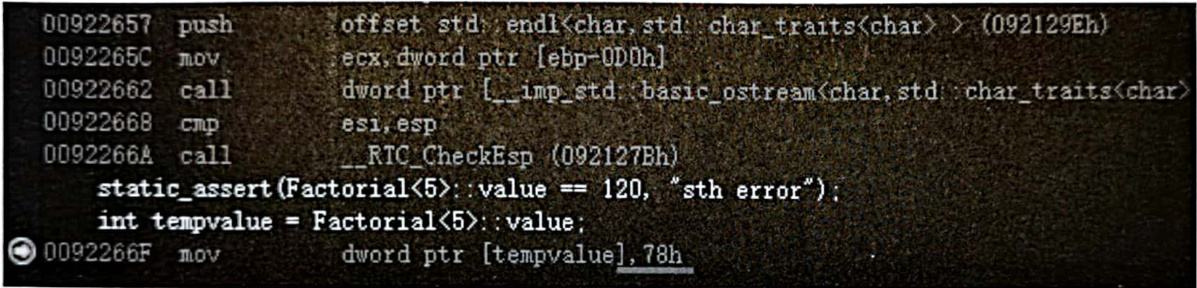 00922657 push offset std::endl<char,std::char_traits<char> > (092129Eh)
0092265C mov ecx,dword ptr [ebp-0D0h]
00922662 call dword ptr [__imp_std::basic_ostream<char,std::char_traits<char>
00922668 cmp esi,esp
0092266A call __RTC_CheckEsp (092127Bh)
static_assert(Factorial<5>::value == 120, "sth error");
int tempvalue = Factorial<5>::value;
0092266F mov dword ptr [tempvalue],78h